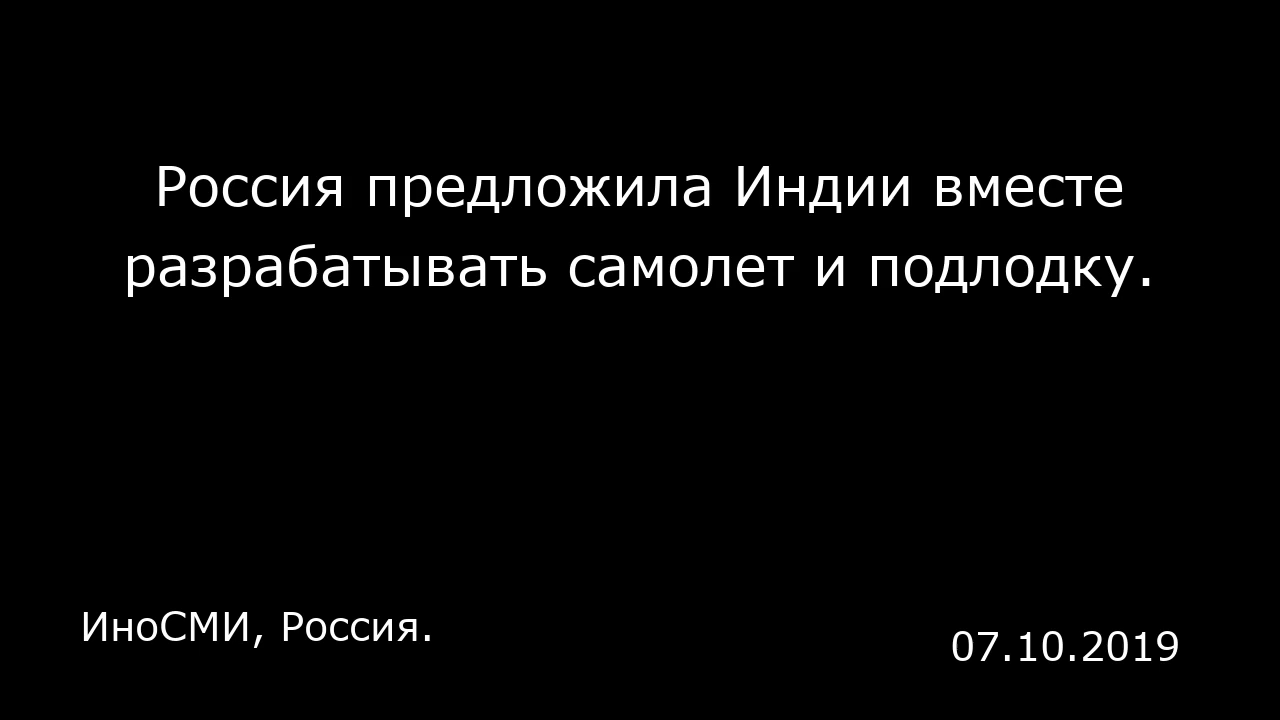 Россия предложила Индии вместе
разрабатывать самолет и подлодку.
ИноСМИ, Россия.
07.10.2019